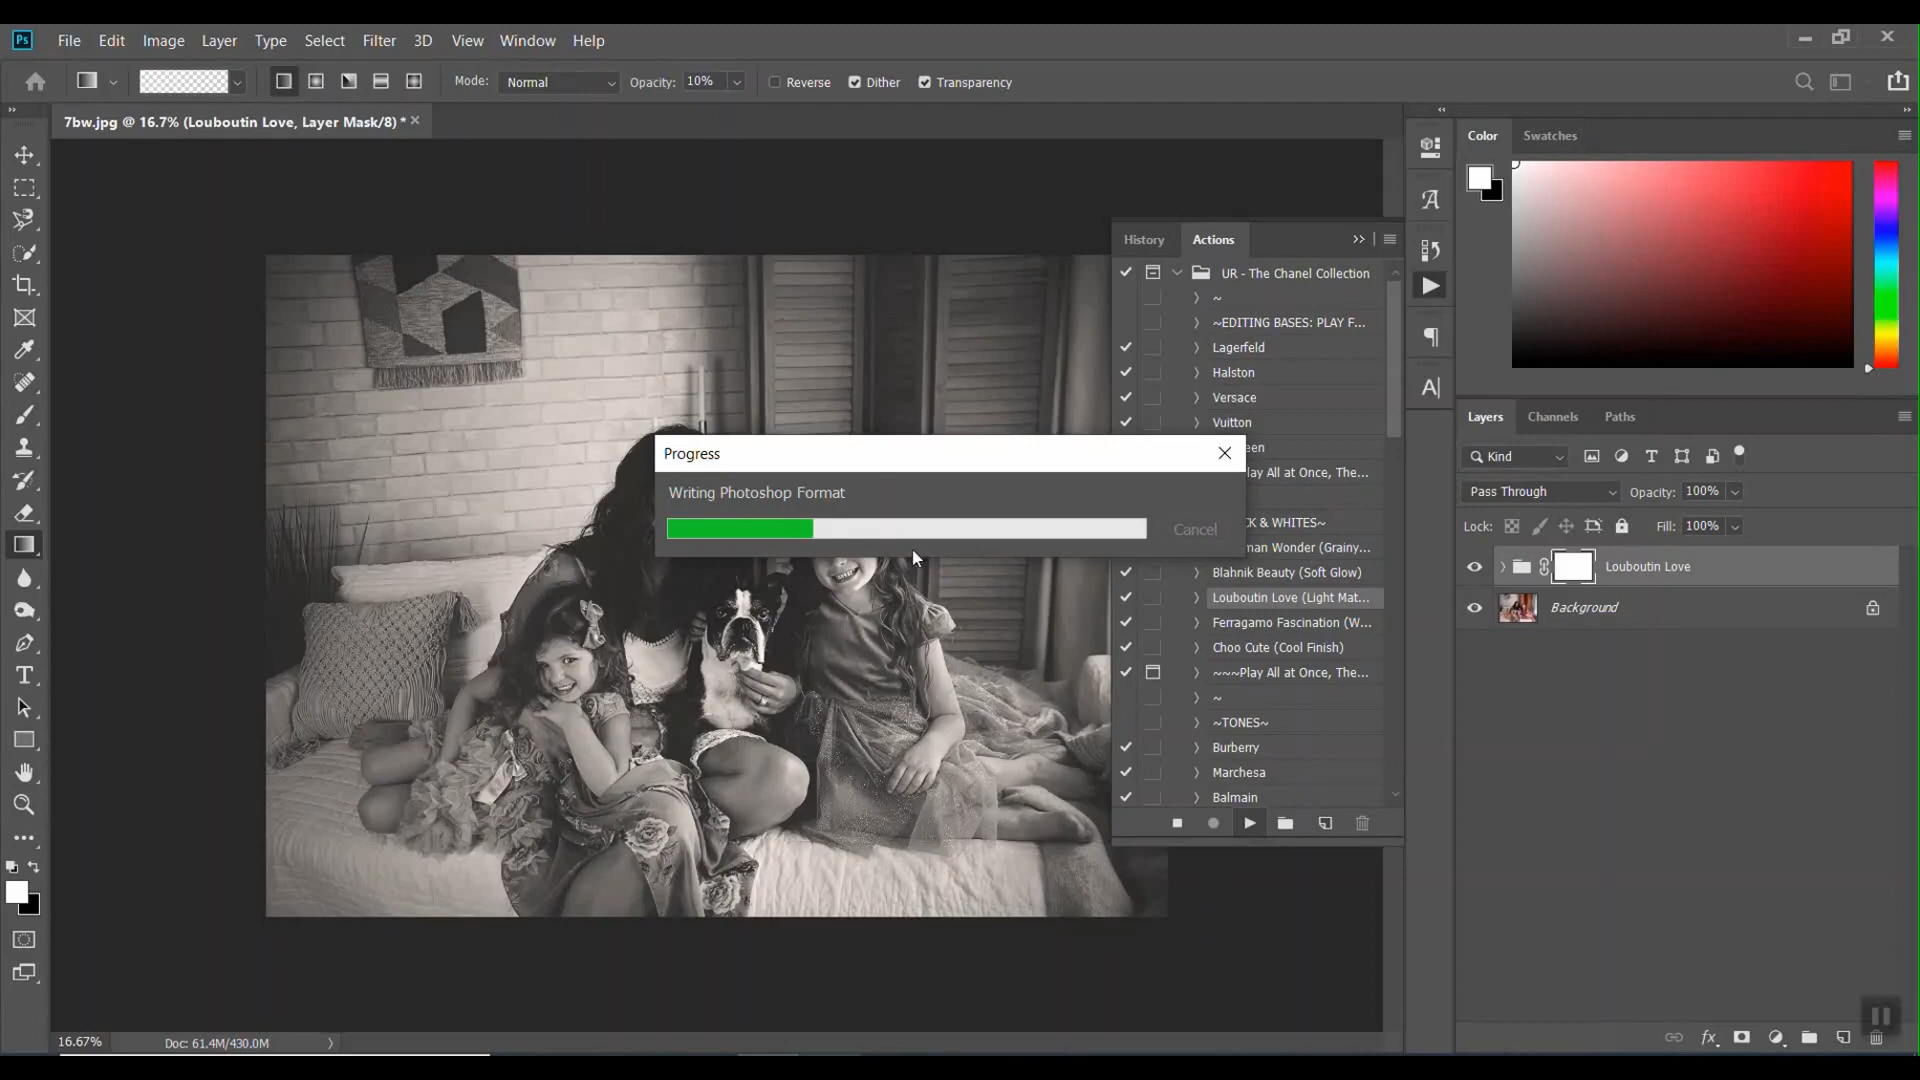 Ps File Edit Image Layer Type Select Filter 3D View Window Help
Mode: Normal Opacity: 10% Reverse Dither Transparency
7bw.jpg @ 16.7% (Louboutin Love, Layer Mask/8) *
Color Swatches
History Actions
UR - The Chanel Collection
~
~EDITING BASES: PLAY F...
Lagerfeld
Halston
Versace
Vuitton
Progress
Writing Photoshop Format
Cancel
een
lay All at Once, The...
CK & WHITES~
man Wonder (Grainy...
Blahnik Beauty (Soft Glow)
Louboutin Love (Light Mat...
Ferragamo Fascination (W...
Choo Cute (Cool Finish)
~~~Play All at Once, The...
~
~TONES~
Burberry
Marchesa
Balmain
Layers Channels Paths
Kind
Pass Through Opacity: 100%
Lock: Fill: 100%
Louboutin Love
Background
fx
16.67% Doc: 61.4M/430.0M